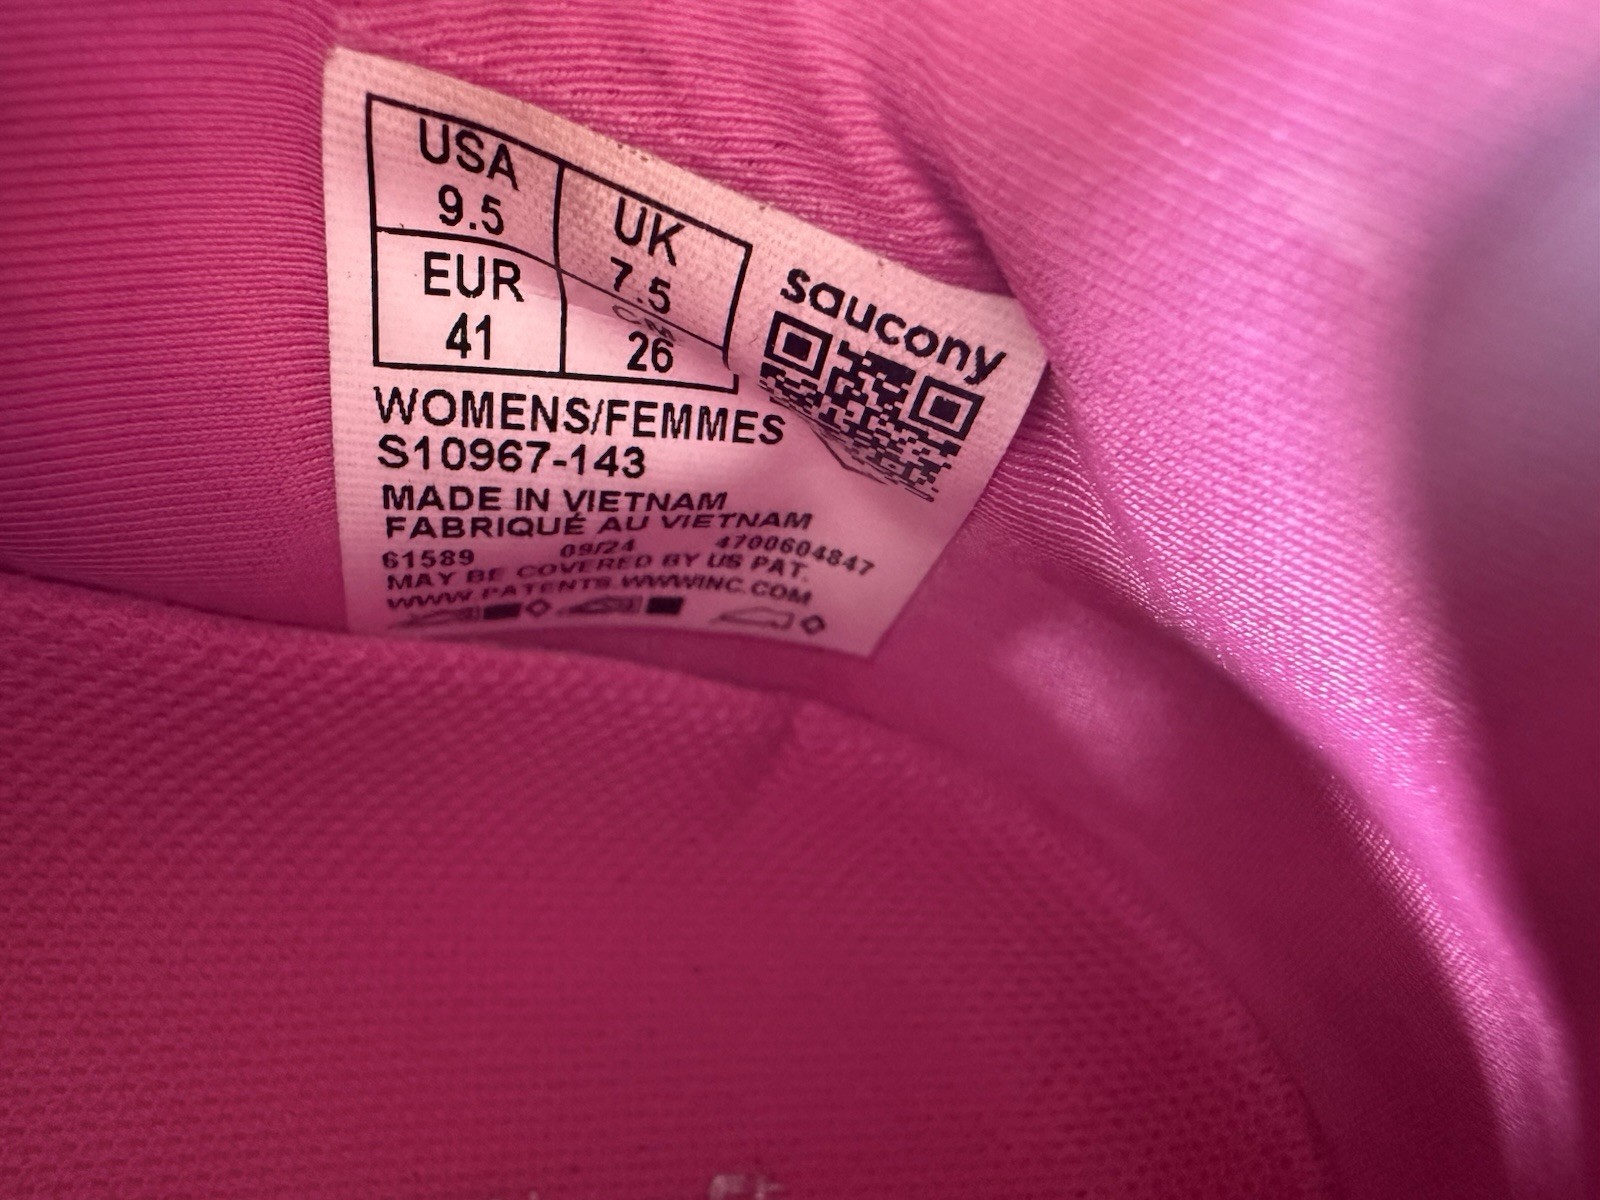 USA
9.5
UK
7.5
EUR
41
CM
26
saucony
WOMENS/FEMMES
S10967-143
MADE IN VIETNAM
FABRIQUÉ AU VIETNAM
61589 09/24 4700604847
MAY BE COVERED BY US PAT.
WWW PATENTS WWWINC.COM